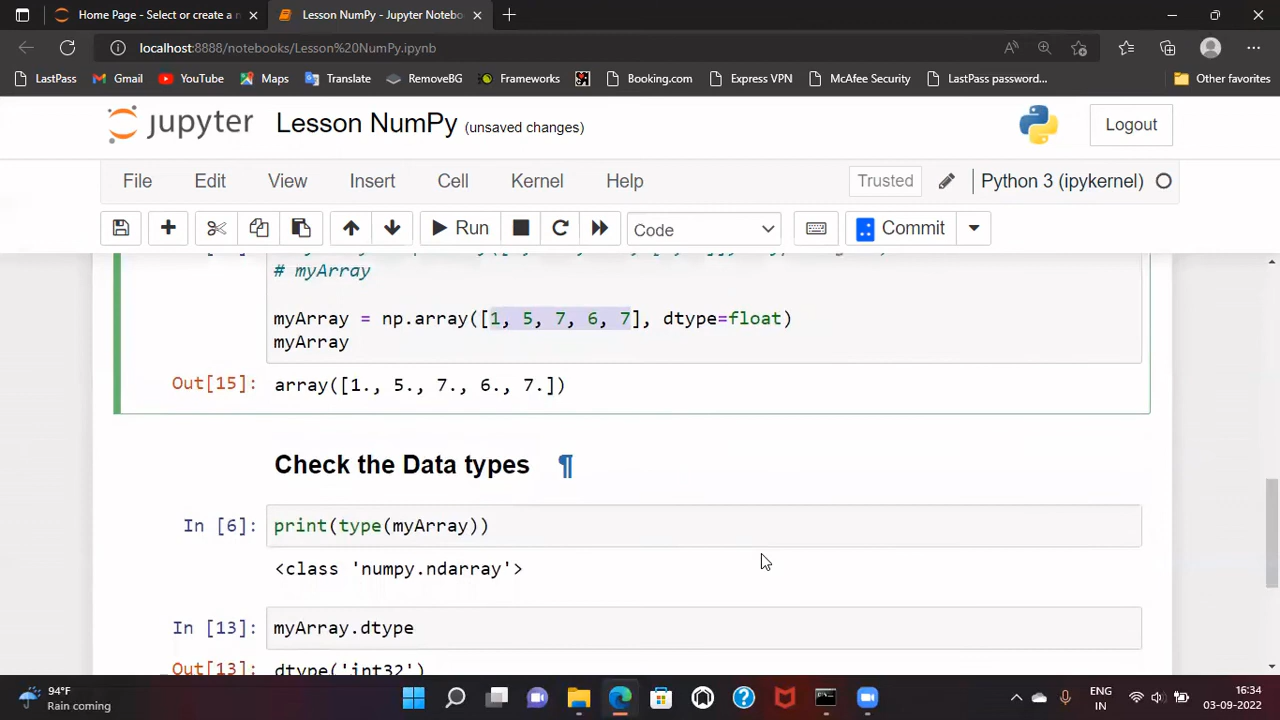 Home Page - Select or create a n
Lesson NumPy - Jupyter Notebo
localhost:8888/notebooks/Lesson%20NumPy.ipynb
LastPass
Gmail
YouTube
Maps
Translate
RemoveBG
Frameworks
Booking.com
Express VPN
McAfee Security
LastPass password...
Other favorites
jupyter Lesson NumPy (unsaved changes)
Logout
File Edit View Insert Cell Kernel Help
Trusted
Python 3 (ipykernel)
Run
Code
Commit
# myArray
myArray = np.array([1, 5, 7, 6, 7], dtype=float)
myArray
Out[15]: array([1., 5., 7., 6., 7.])
Check the Data types ¶
In [6]: print(type(myArray))
<class 'numpy.ndarray'>
In [13]: myArray.dtype
Out[13]: dtype('int32')
94°F
Rain coming
ENG
IN
16:34
03-09-2022